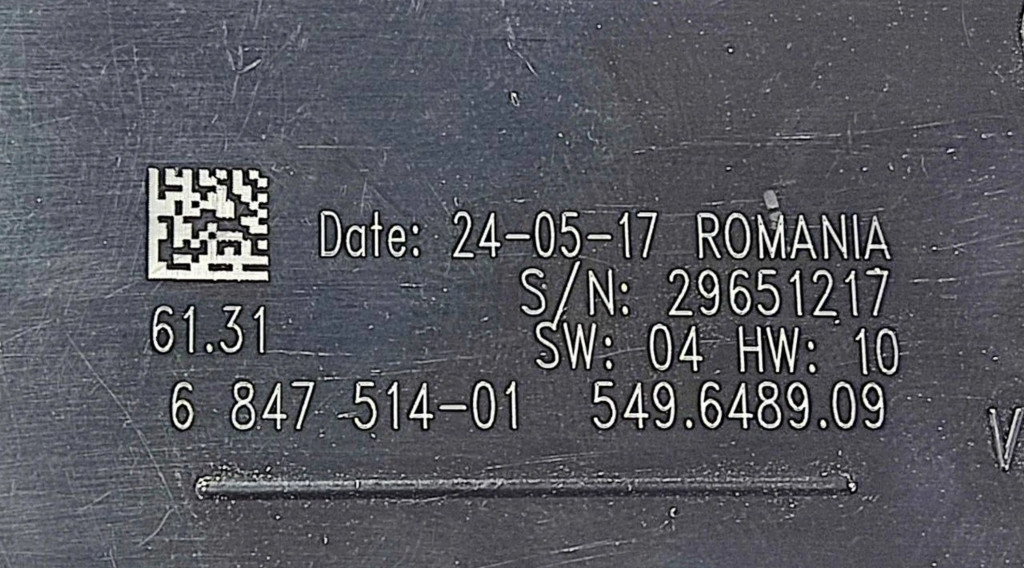 Date: 24-05-17 ROMANIA
S/N: 29651217
61.31
SW: 04 HW: 10
6 847 514-01 549.6489.09
V